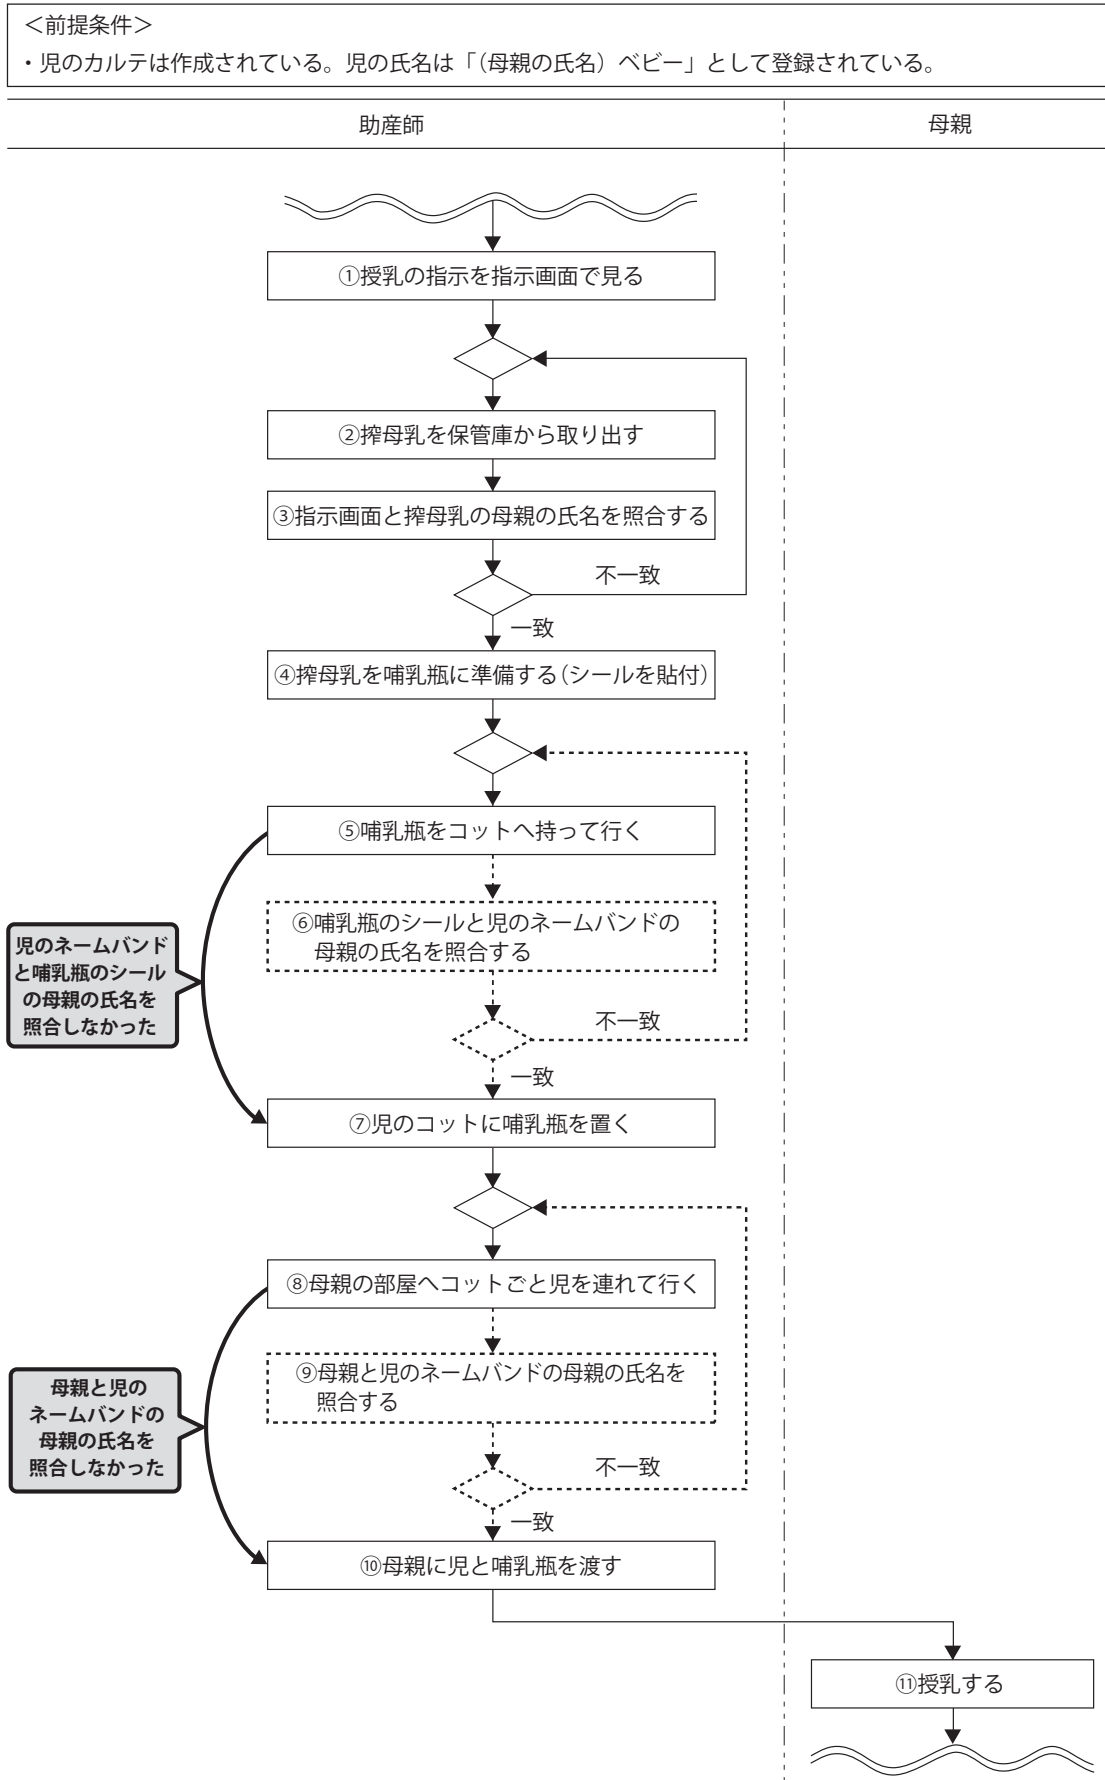 ＜前提条件＞
・児のカルテは作成されている。児の氏名は「（母親の氏名）ベビー」として登録されている。
助産師
母親
①授乳の指示を指示画面で見る
②搾母乳を保管庫から取り出す
③指示画面と搾母乳の母親の氏名を照合する
不一致
一致
④搾母乳を哺乳瓶に準備する（シールを貼付）
⑤哺乳瓶をコットへ持って行く
⑥哺乳瓶のシールと児のネームバンドの
母親の氏名を照合する
児のネームバンド
と哺乳瓶のシール
の母親の氏名を
照合しなかった
不一致
一致
⑦児のコットに哺乳瓶を置く
⑧母親の部屋へコットごと児を連れて行く
⑨母親と児のネームバンドの母親の氏名を
照合する
母親と児の
ネームバンドの
母親の氏名を
照合しなかった
不一致
一致
⑩母親に児と哺乳瓶を渡す
⑪授乳する